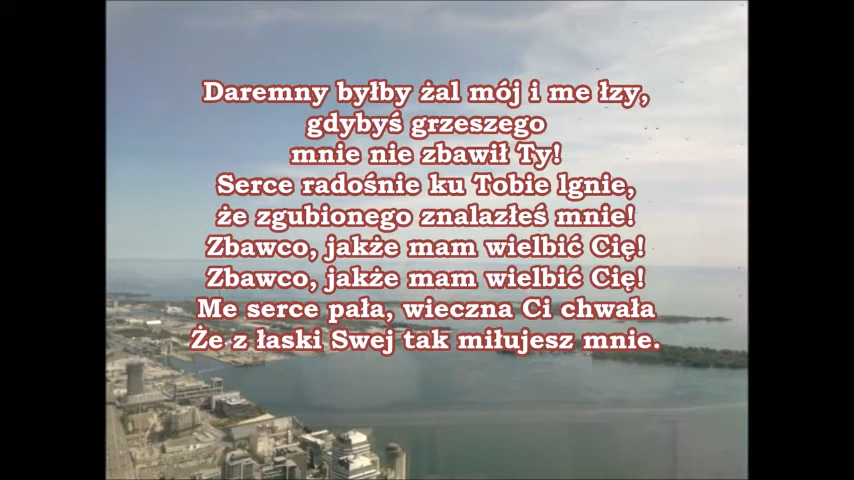 Daremny byłby żal mój i me łzy,
gdybyś grzeszego
mnie nie zbawił Ty!
Serce radośnie ku Tobie lgnie,
że zgubionego znalazłeś mnie!
Zbawco, jakże mam wielbić Cię!
Zbawco, jakże mam wielbić Cię!
Me serce pała, wieczna Ci chwała
Że z łaski Swej tak miłujesz mnie.